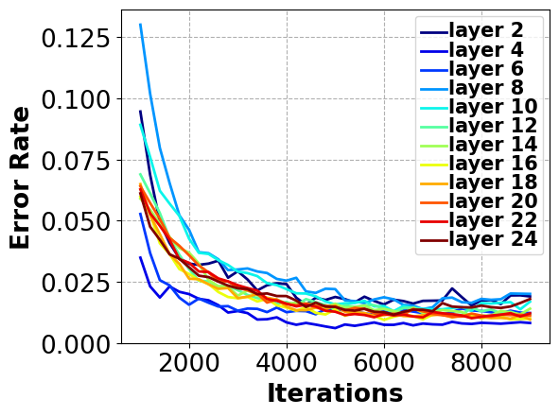 0.125
0.100
0.075
0.050
0.025
0.000
Error Rate
layer 2
layer 4
layer 6
layer 8
layer 10
layer 12
layer 14
layer 16
layer 18
layer 20
layer 22
layer 24
2000 4000 6000 8000
Iterations